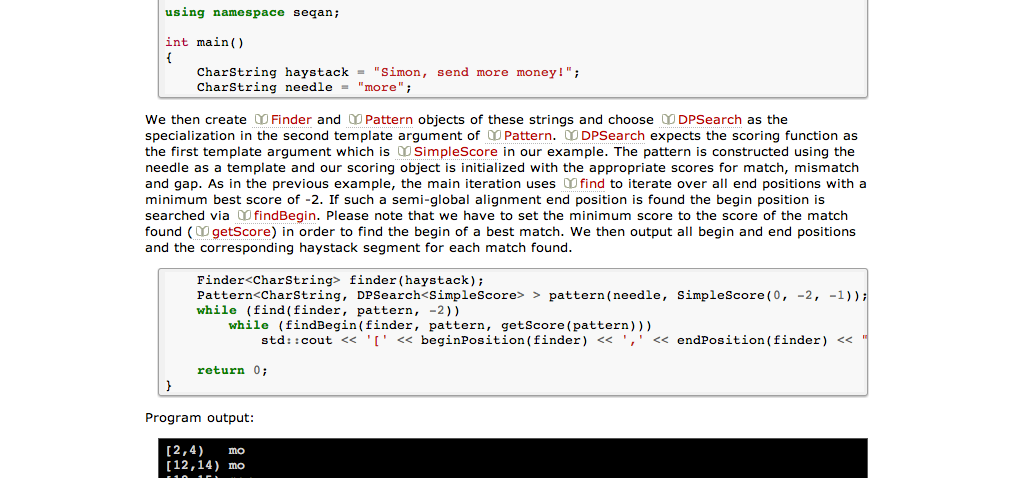 using namespace seqan;
int main()
{
CharString haystack = "Simon, send more money!";
CharString needle = "more";
We then create Finder and Pattern objects of these strings and choose DPSearch as the
specialization in the second template argument of Pattern. DPSearch expects the scoring function as
the first template argument which is SimpleScore in our example. The pattern is constructed using the
needle as a template and our scoring object is initialized with the appropriate scores for match, mismatch
and gap. As in the previous example, the main iteration uses find to iterate over all end positions with a
minimum best score of -2. If such a semi-global alignment end position is found the begin position is
searched via findBegin. Please note that we have to set the minimum score to the score of the match
found (getScore) in order to find the begin of a best match. We then output all begin and end positions
and the corresponding haystack segment for each match found.
Finder<CharString> finder(haystack);
Pattern<CharString, DPSearch<SimpleScore> > pattern(needle, SimpleScore(0, -2, -1));
while (find(finder, pattern, -2))
while (findBegin(finder, pattern, getScore(pattern)))
std::cout << '[' << beginPosition(finder) << ',' << endPosition(finder) << "
return 0;
}
Program output:
[2,4) mo
[12,14) mo